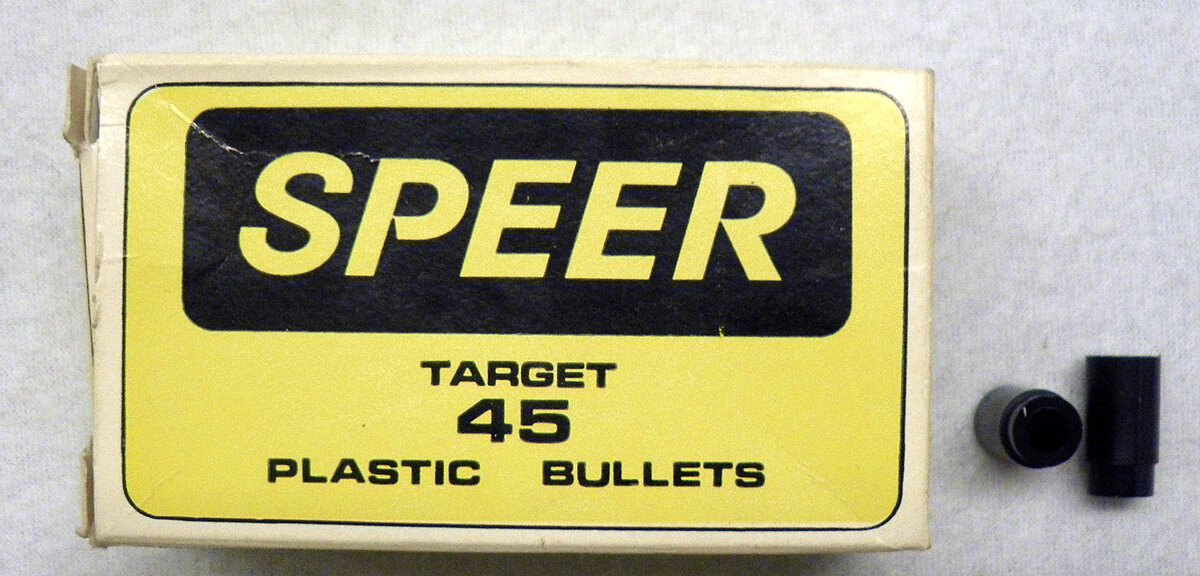 SPEER
TARGET
45
PLASTIC BULLETS